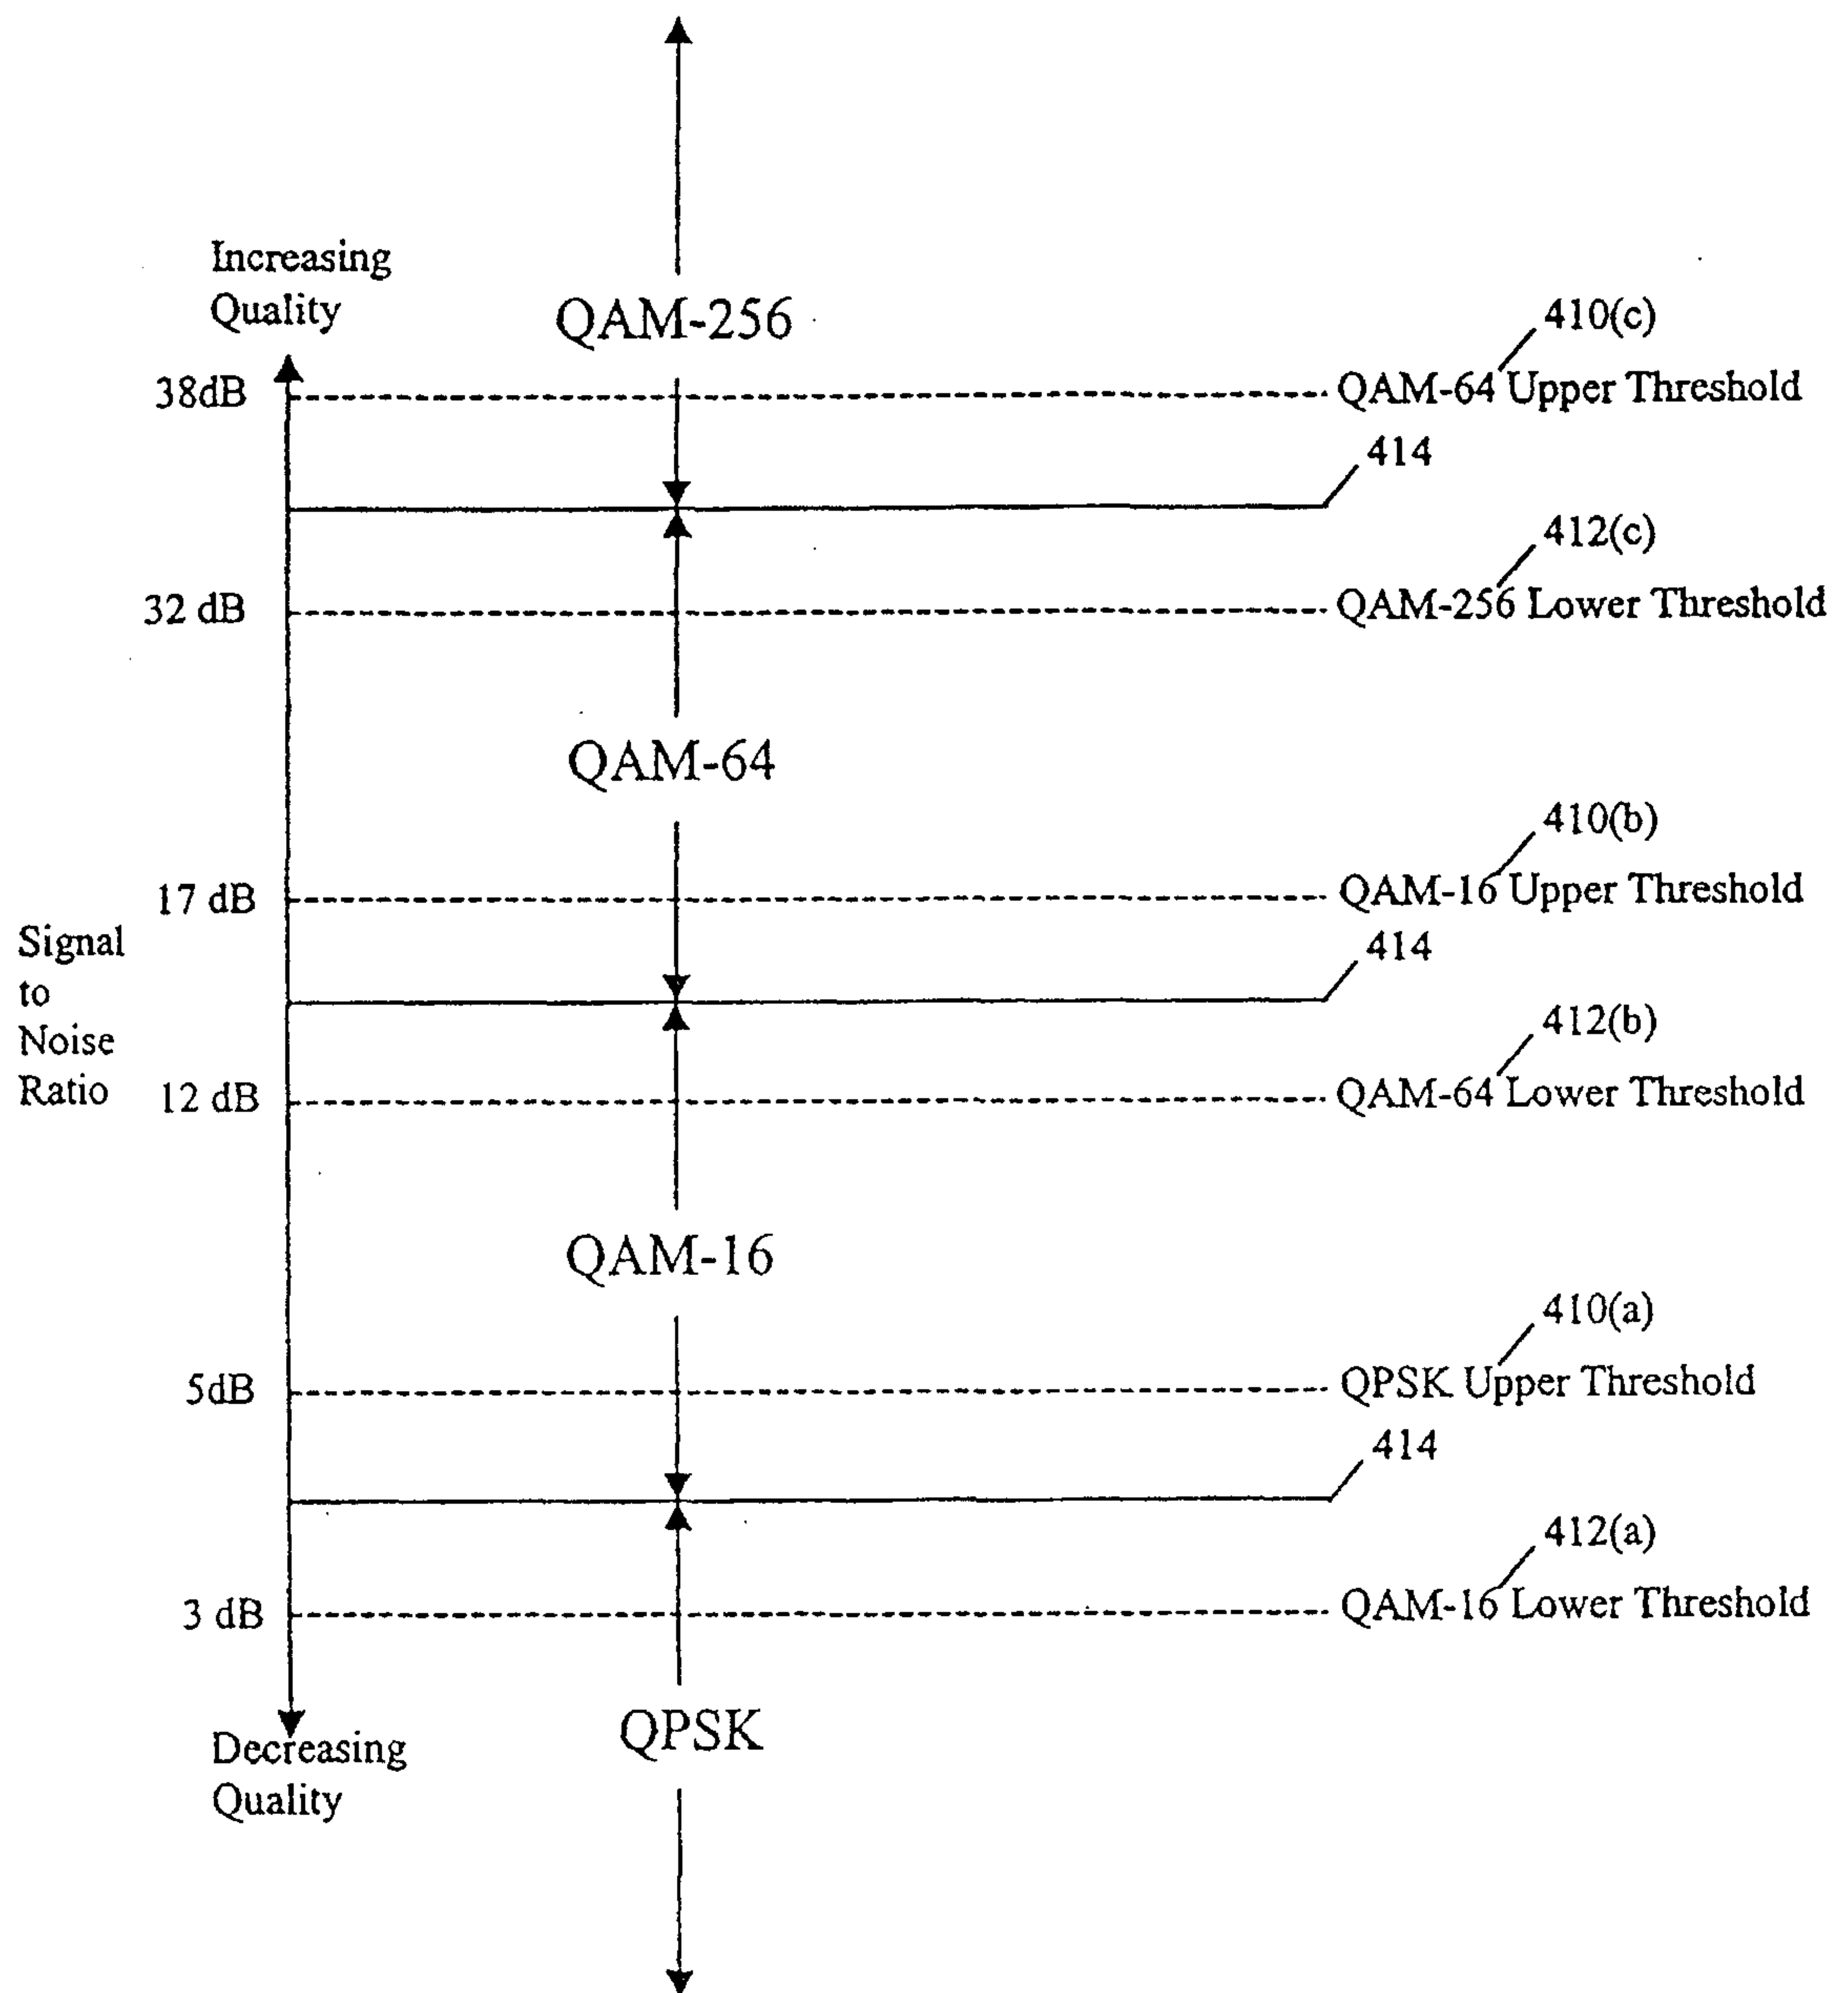 Increasing
Quality
QAM-256
410(c)
38dB
QAM-64 Upper Threshold
414
412(c)
32 dB
QAM-256 Lower Threshold
QAM-64
410(b)
17 dB
QAM-16 Upper Threshold
Signal
to
Noise
Ratio
414
412(b)
12 dB
QAM-64 Lower Threshold
QAM-16
410(a)
5dB
QPSK Upper Threshold
414
412(a)
3 dB
QAM-16 Lower Threshold
QPSK
Decreasing
Quality